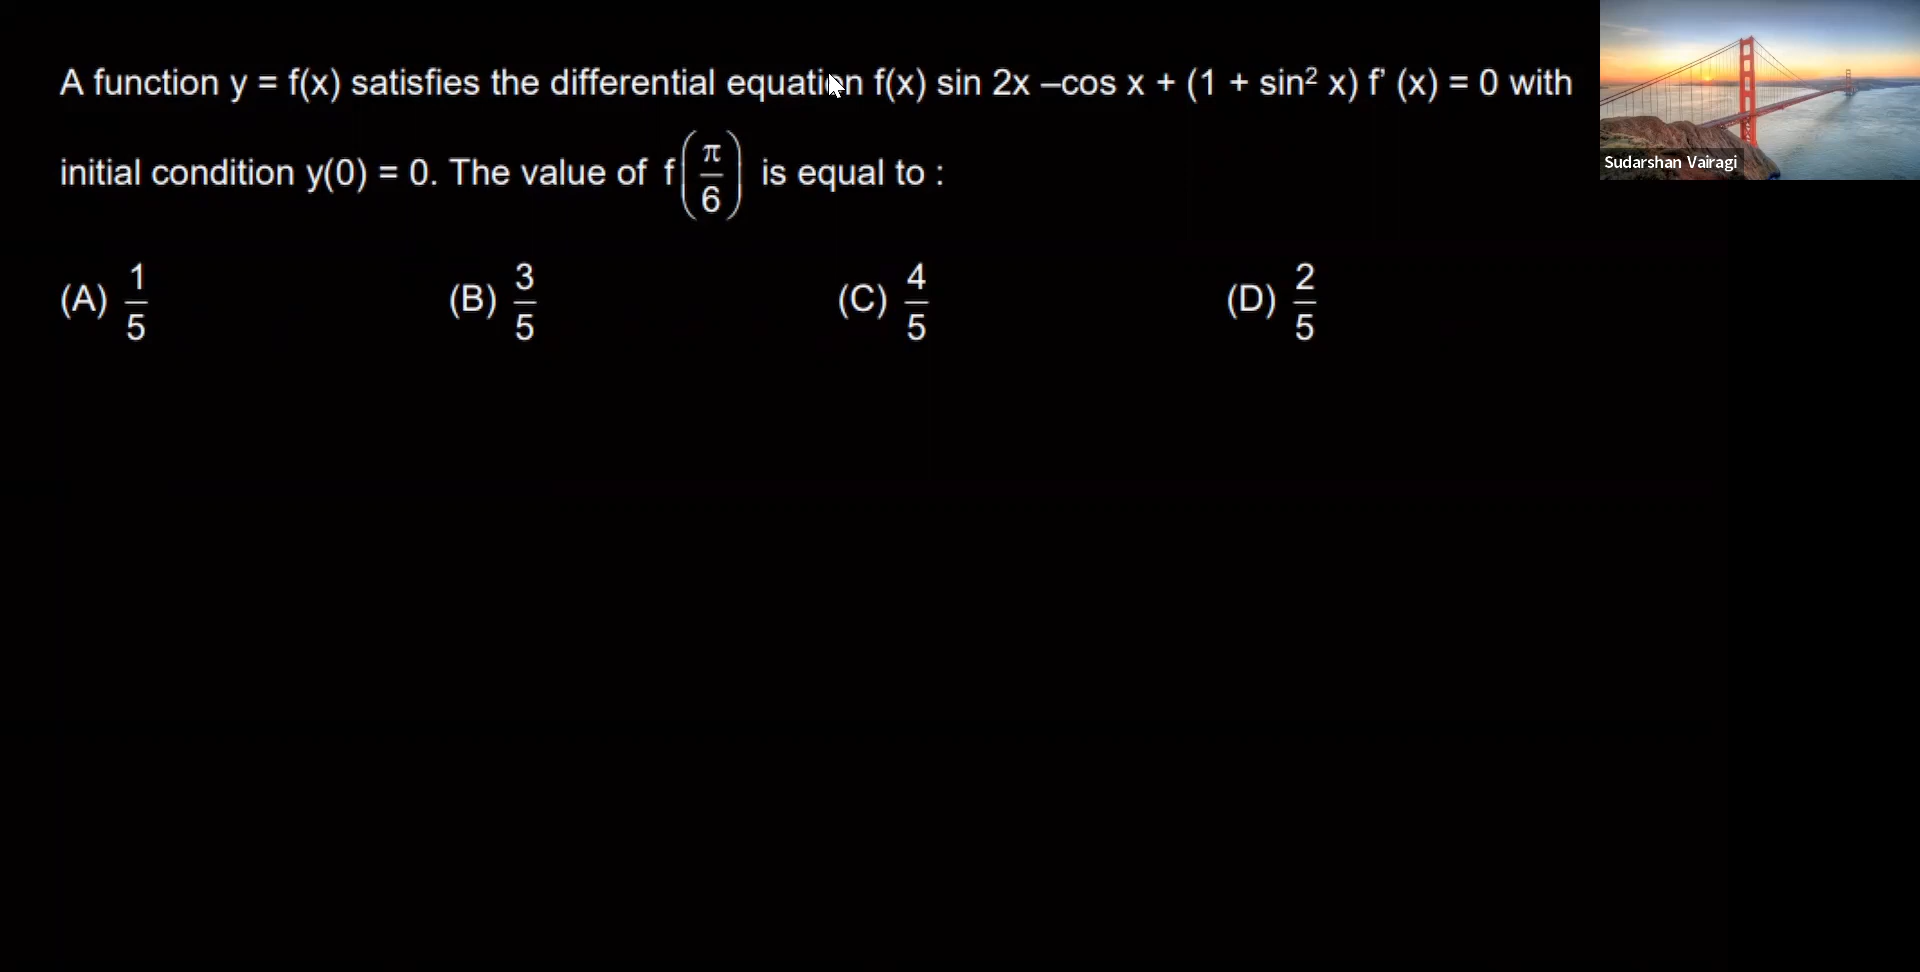 A function y = f(x) satisfies the differential equation f(x) sin 2x –cos x + (1 + sin² x) f’ (x) = 0 with
initial condition y(0) = 0. The value of f(π/6) is equal to :
(A) 1/5 (B) 3/5 (C) 4/5 (D) 2/5
Sudarshan Vairagi